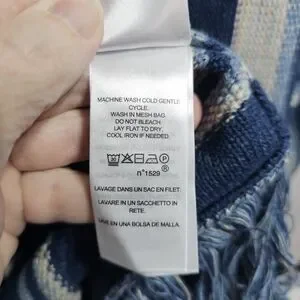 MACHINE WASH COLD GENTLE
CYCLE.
WASH IN MESH BAG.
DO NOT BLEACH.
LAY FLAT TO DRY.
COOL IRON IF NEEDED.
n°1529
LAVAGE DANS UN SAC EN FILET.
LAVARE IN UN SACCHETTO IN
RETE.
LAVE EN UNA BOLSA DE MALLA.